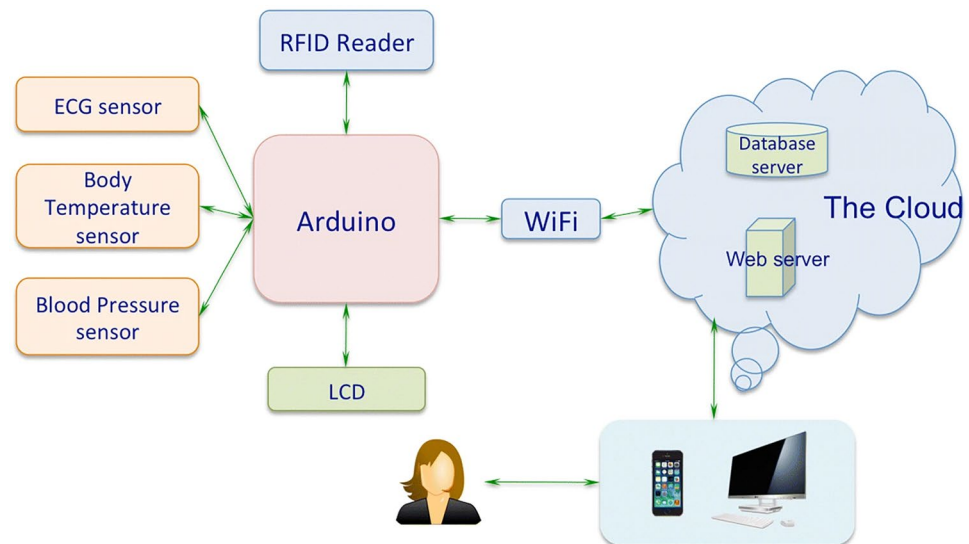 RFID Reader
ECG sensor
Body
Temperature
sensor
Blood Pressure
sensor
Arduino
WiFi
LCD
Database
server
The Cloud
Web server